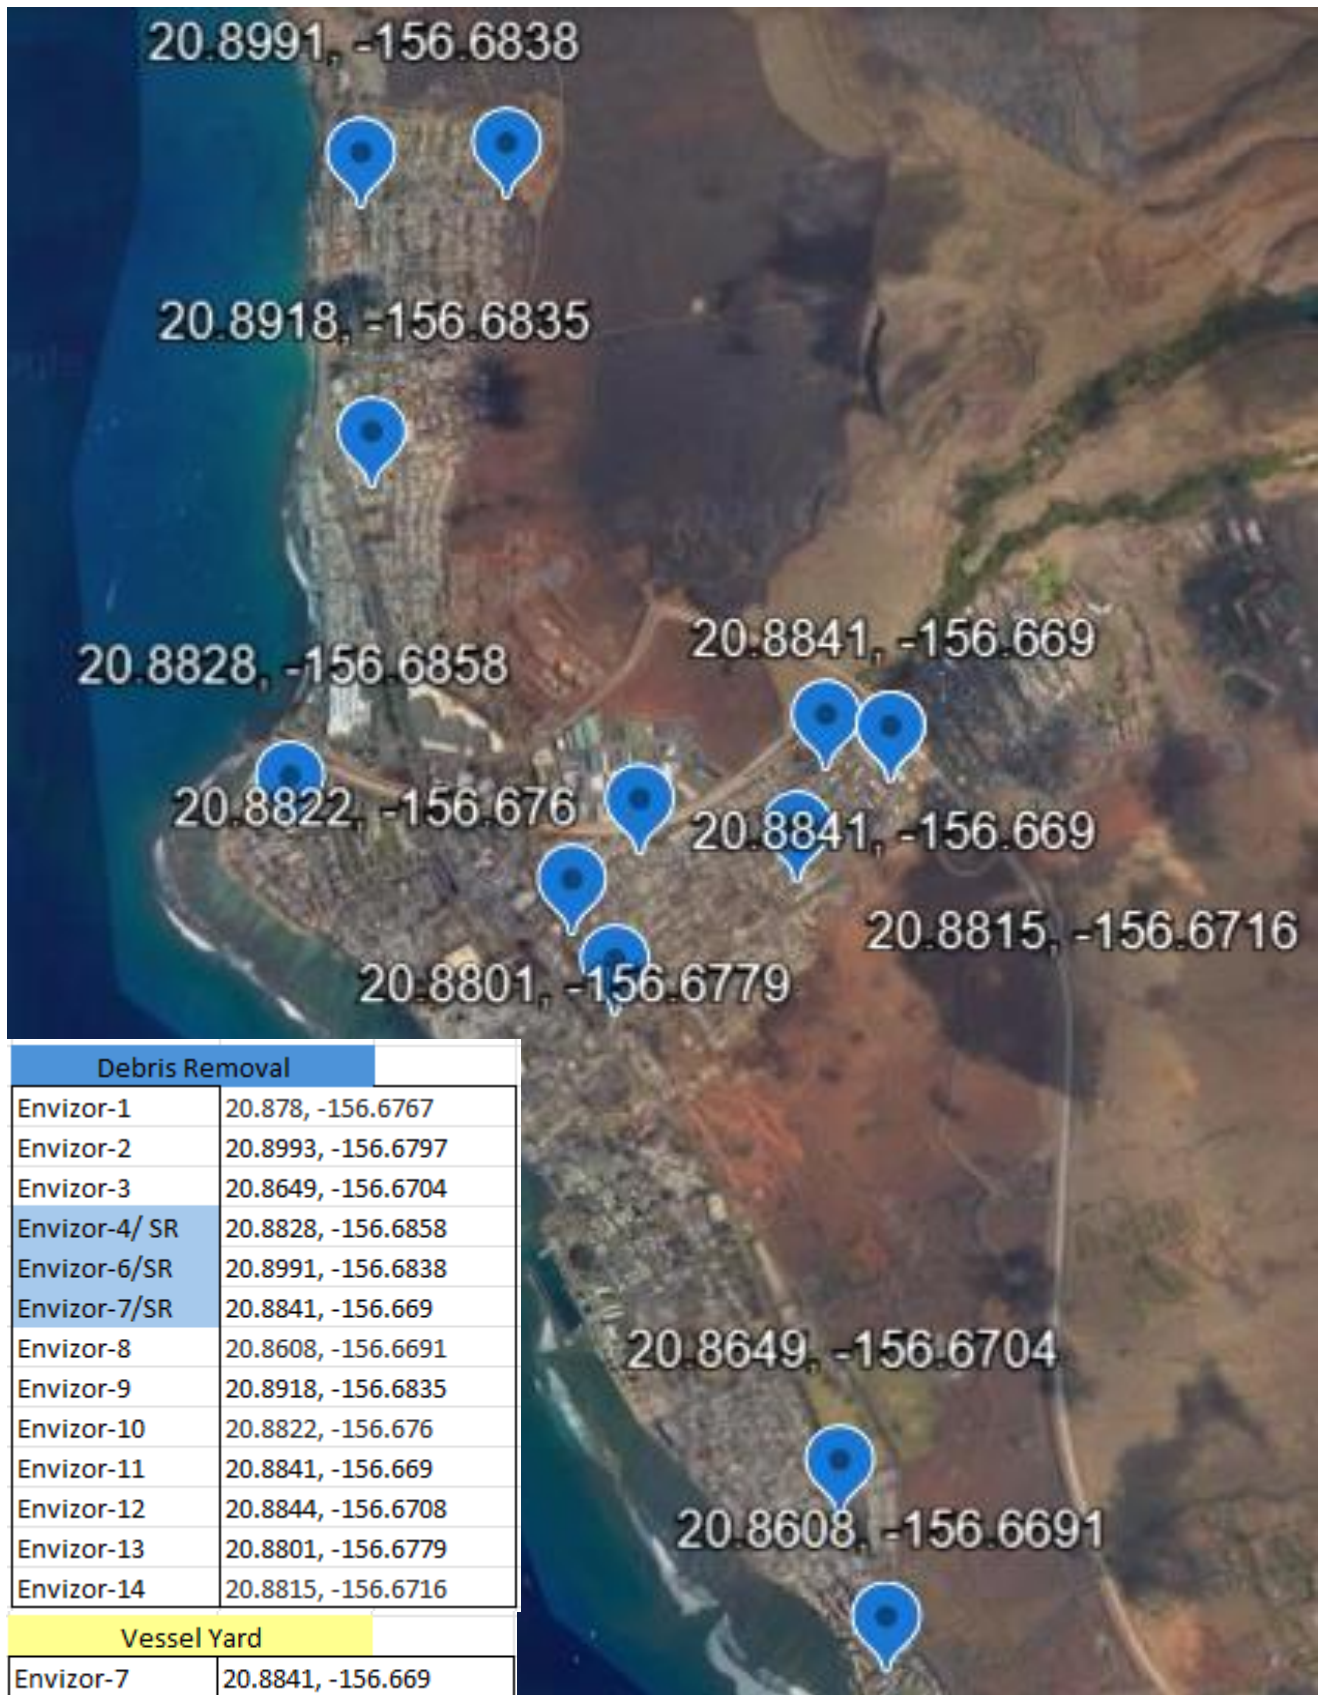 20.8991, -156.6838
20.8918, -156.6835
20.8841, -156.669
20.8828, -156.6858
20.8822, -156.676
20.8841, -156.669
20.8815, -156.6716
20.8801, -156.6779
Debris Removal
Envizor-1 20.878, -156.6767
Envizor-2 20.8993, -156.6797
Envizor-3 20.8649, -156.6704
Envizor-4/ SR 20.8828, -156.6858
Envizor-6/SR 20.8991, -156.6838
Envizor-7/SR 20.8841, -156.669
Envizor-8 20.8608, -156.6691
Envizor-9 20.8918, -156.6835
Envizor-10 20.8822, -156.676
Envizor-11 20.8841, -156.669
Envizor-12 20.8844, -156.6708
Envizor-13 20.8801, -156.6779
Envizor-14 20.8815, -156.6716
Vessel Yard
Envizor-7 20.8841, -156.669
20.8649, -156.6704
20.8608, -156.6691